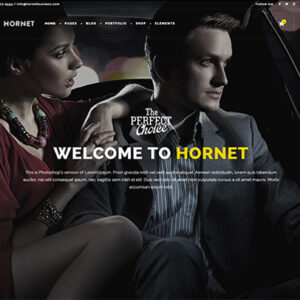 info@hornetbusiness.com
Follow me
HORNET
HOME • PAGES • BLOG • PORTFOLIO • SHOP • ELEMENTS
The
PERFECT
Choice
WELCOME TO HORNET
This is Photoshop's version of Lorem Ipsum. Proin gravida nibh vel velit auctor aliquet. Aenean sollicitudin, lorem quis bibendum auctor,
nisi elit consequat ipsum, nec sagittis sem nibh id elit. Duis sed odio sit amet nibh vulputate cursus a sit amet mauris. Morbi
accumsan ipsum velit.